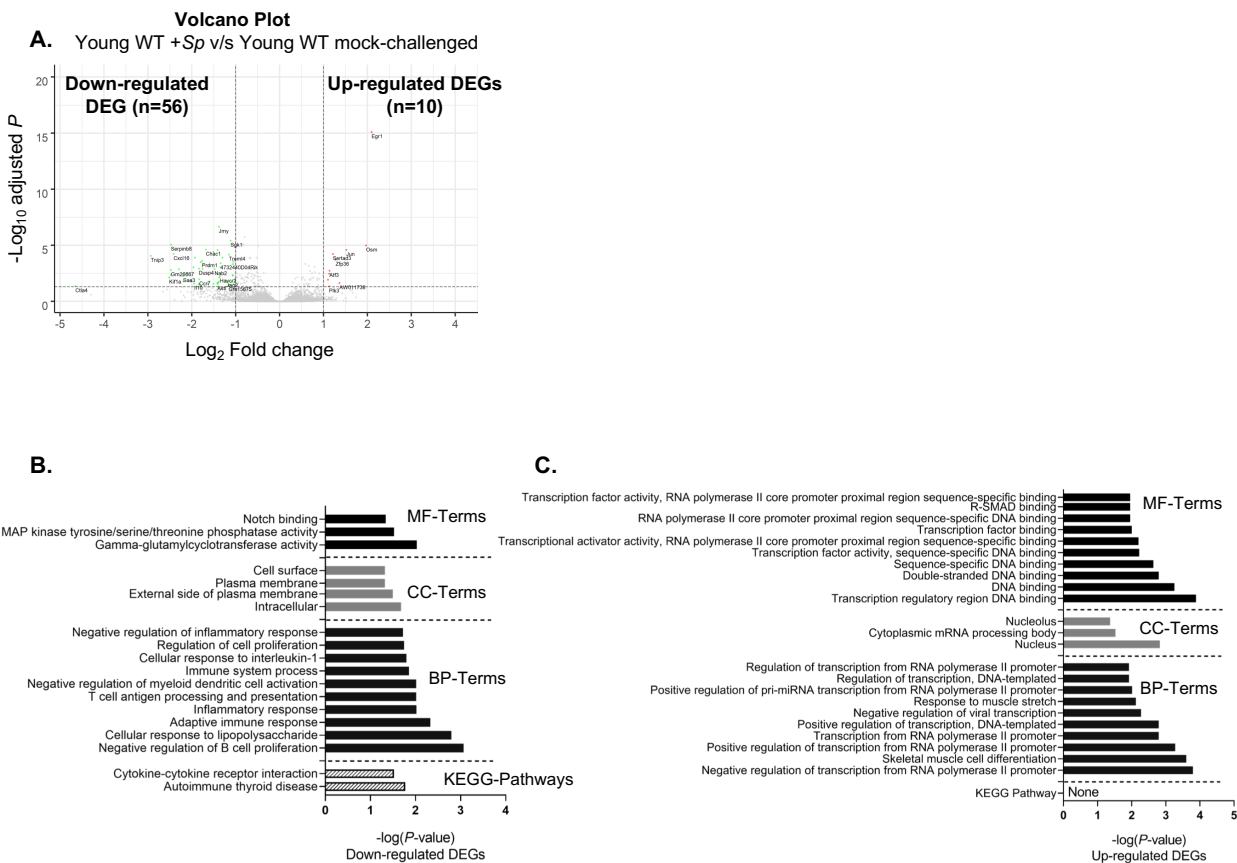 Volcano Plot
A.
Young WT +Sp v/s Young WT mock-challenged
Down-regulated
DEG (n=56)
Up-regulated DEGs
(n=10)
-Log10 adjusted P
20
15
10
5
0
Egr1
Jmy
Sgk1
Serpinb8
Chac1
Tnip3
Cxcl16
Treml4
Prdm1
Dusp4
Nab2
Gm26667
Kif1a
Saa3
Ccr7
Havcr2
Gm15675
Ctla4
Osm
Jun
Sertad3
Zfp36
Atf3
Plk3
AW011738
-5 -4 -3 -2 -1 0 1 2 3 4
Log2 Fold change
B.
Notch binding
MAP kinase tyrosine/serine/threonine phosphatase activity
Gamma-glutamylcyclotransferase activity
MF-Terms
Cell surface
Plasma membrane
External side of plasma membrane
Intracellular
CC-Terms
Negative regulation of inflammatory response
Regulation of cell proliferation
Cellular response to interleukin-1
Immune system process
Negative regulation of myeloid dendritic cell activation
T cell antigen processing and presentation
Inflammatory response
Adaptive immune response
Cellular response to lipopolysaccharide
Negative regulation of B cell proliferation
BP-Terms
Cytokine-cytokine receptor interaction
Autoimmune thyroid disease
KEGG-Pathways
0 1 2 3 4
-log(P-value)
Down-regulated DEGs
C.
Transcription factor activity, RNA polymerase II core promoter proximal region sequence-specific binding
R-SMAD binding
RNA polymerase II core promoter proximal region sequence-specific DNA binding
Transcription factor binding
Transcriptional activator activity, RNA polymerase II core promoter proximal region sequence-specific binding
Transcription factor activity, sequence-specific DNA binding
Sequence-specific DNA binding
Double-stranded DNA binding
DNA binding
Transcription regulatory region DNA binding
MF-Terms
Nucleolus
Cytoplasmic mRNA processing body
Nucleus
CC-Terms
Regulation of transcription from RNA polymerase II promoter
Regulation of transcription, DNA-templated
Positive regulation of pri-miRNA transcription from RNA polymerase II promoter
Response to muscle stretch
Negative regulation of viral transcription
Positive regulation of transcription, DNA-templated
Transcription from RNA polymerase II promoter
Positive regulation of transcription from RNA polymerase II promoter
Skeletal muscle cell differentiation
Negative regulation of transcription from RNA polymerase II promoter
BP-Terms
KEGG Pathway
None
0 1 2 3 4 5
-log(P-value)
Up-regulated DEGs